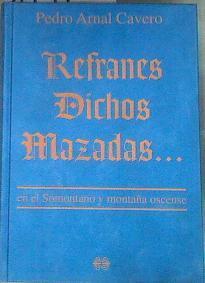 Pedro Arnal Cavero
Refranes
Dichos
Mazadas...
en el Somontano y montaña oscense